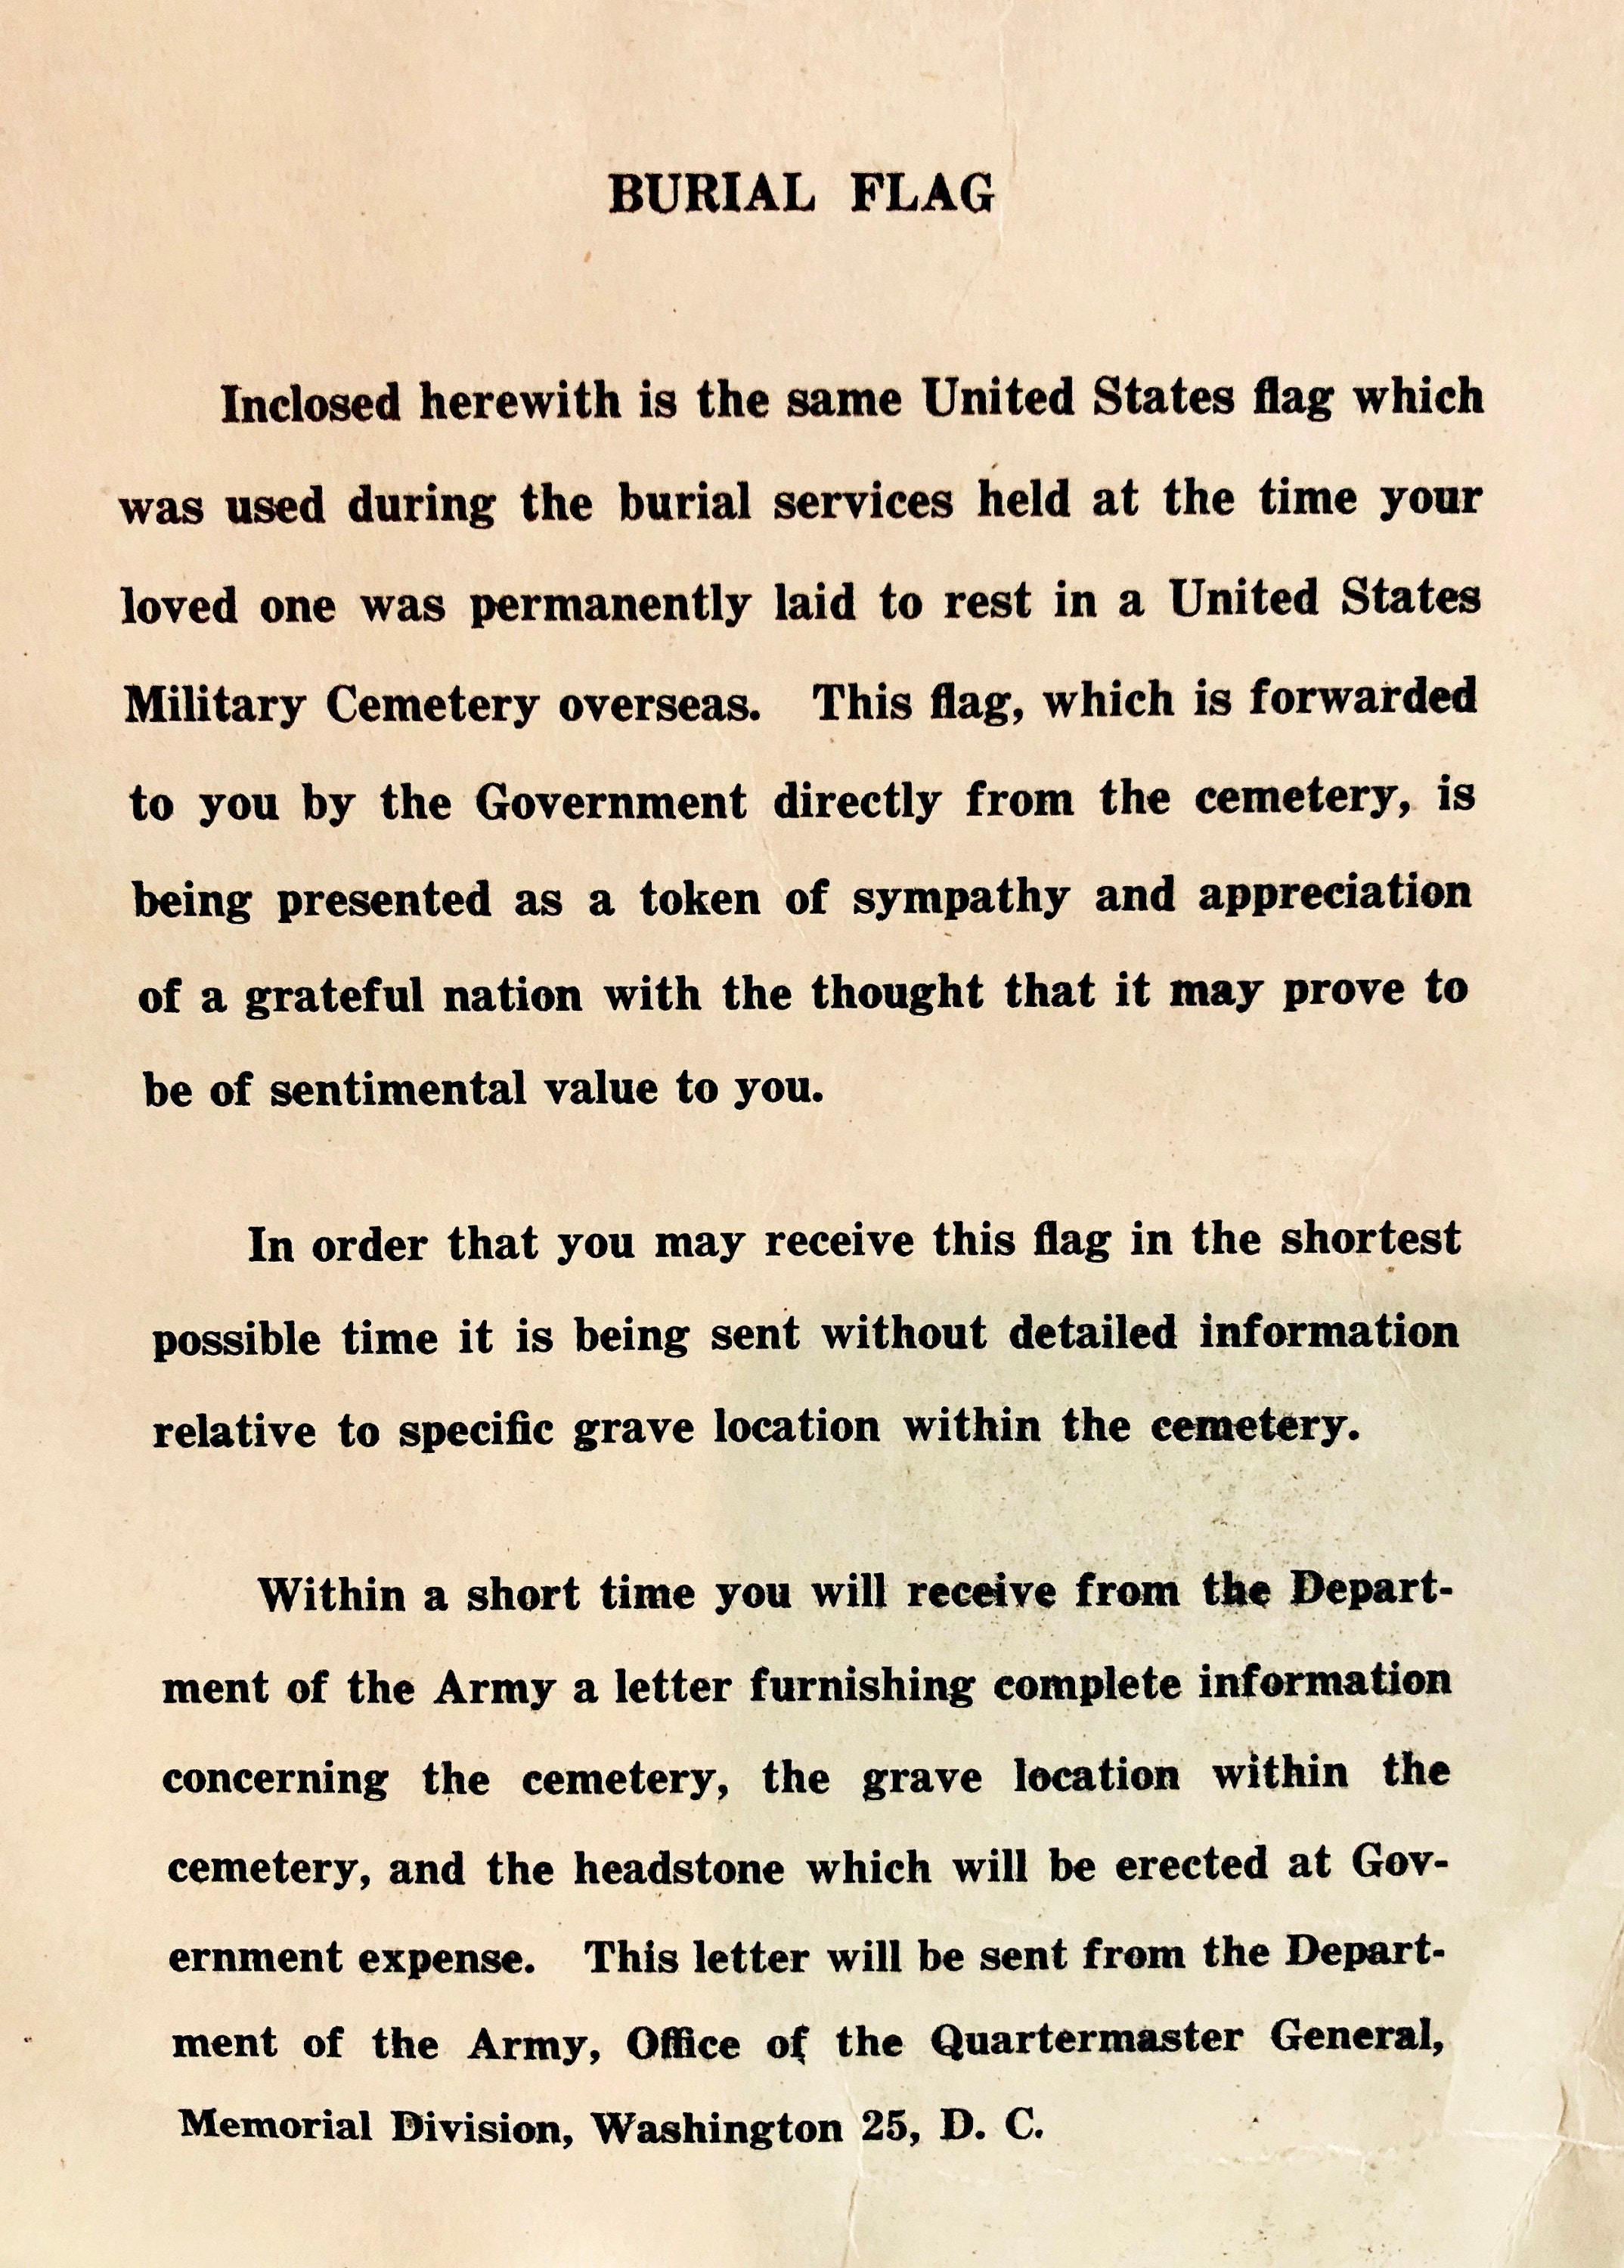 BURIAL FLAG
Inclosed herewith is the same United States flag which
was used during the burial services held at the time your
loved one was permanently laid to rest in a United States
Military Cemetery overseas. This flag, which is forwarded
to you by the Government directly from the cemetery, is
being presented as a token of sympathy and appreciation
of a grateful nation with the thought that it may prove to
be of sentimental value to you.
In order that you may receive this flag in the shortest
possible time it is being sent without detailed information
relative to specific grave location within the cemetery.
Within a short time you will receive from the Depart-
ment of the Army a letter furnishing complete information
concerning the cemetery, the grave location within the
cemetery, and the headstone which will be erected at Gov-
ernment expense. This letter will be sent from the Depart-
ment of the Army, Office of the Quartermaster General,
Memorial Division, Washington 25, D. C.